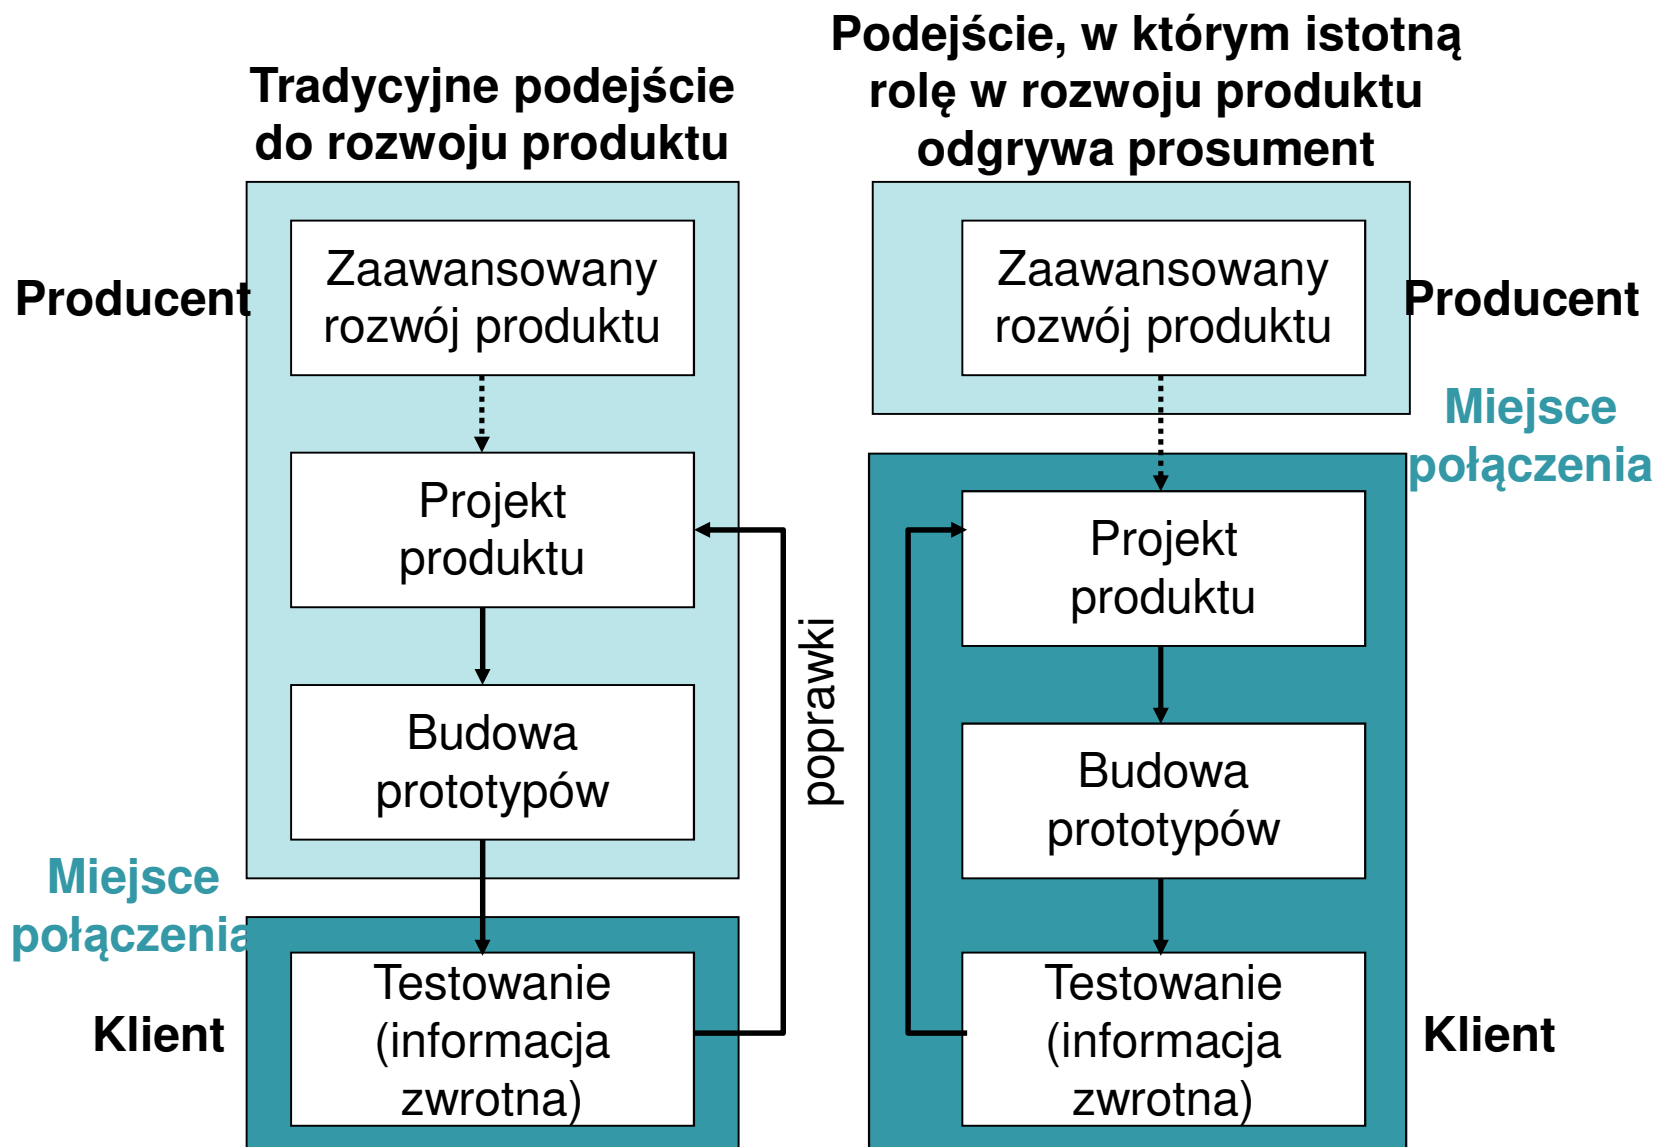 Tradycyjne podejście
do rozwoju produktu
Producent
Zaawansowany
rozwój produktu
Projekt
produktu
Budowa
prototypów
poprawki
Miejsce
połączenia
Klient
Testowanie
(informacja
zwrotna)
Podejście, w którym istotną
rolę w rozwoju produktu
odgrywa prosument
Zaawansowany
rozwój produktu
Producent
Miejsce
połączenia
Projekt
produktu
Budowa
prototypów
Testowanie
(informacja
zwrotna)
Klient